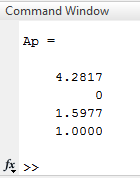 Command Window
Ap =
4.2817
0
1.5977
1.0000
fx >>